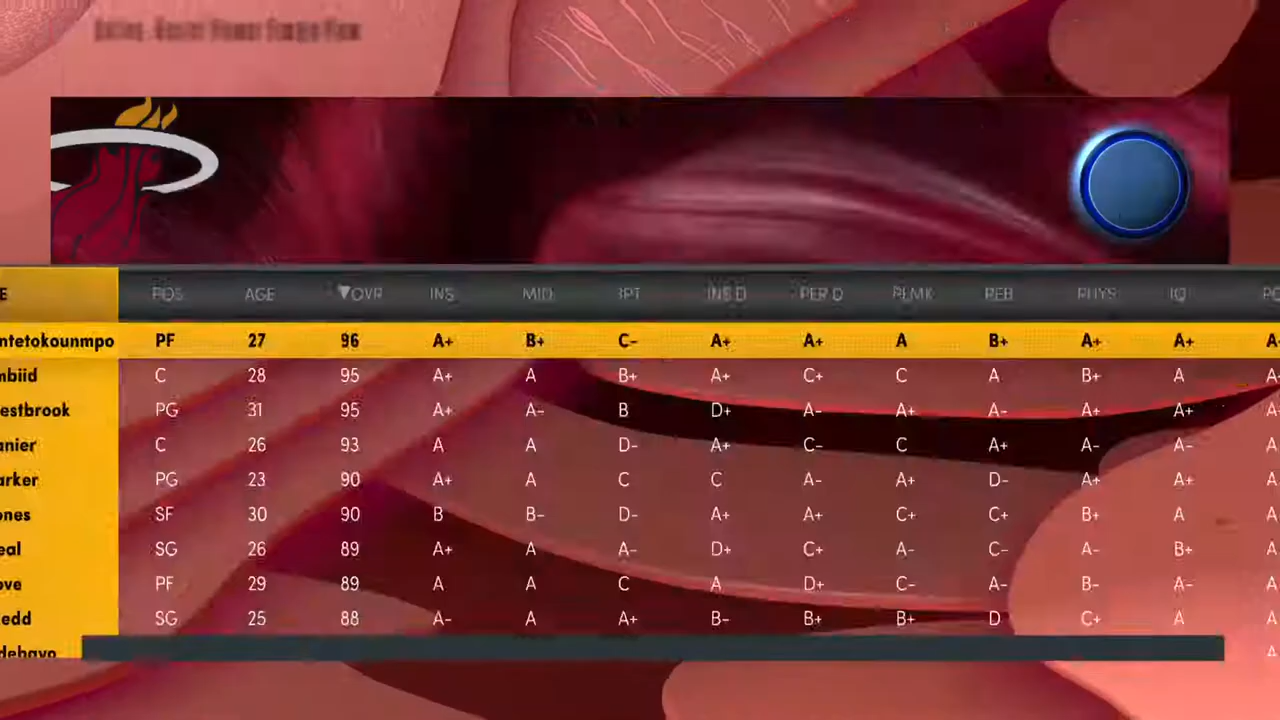 E POS AGE ▼OVR INS MID 3PT INS D PER D PLMK REB PHYS IQ PO
ntetokounmpo PF 27 96 A+ B+ C- A+ A+ A B+ A+ A+ A-
mbiid C 28 95 A+ A B+ A+ C+ C A B+ A A-
estbrook PG 31 95 A+ A- B D+ A- A+ A- A+ A+ A-
anier C 26 93 A A D- A+ C- C A+ A- A- A
arker PG 23 90 A+ A C C A- A+ D- A+ A+ A
ones SF 30 90 B B- D- A+ A+ C+ C+ B+ A A
eal SG 26 89 A+ A A- D+ C+ A- C- A- B+ A
ove PF 29 89 A A C A D+ C- A- B- A- A
edd SG 25 88 A- A A+ B- B+ B+ D C+ A A
debayo A